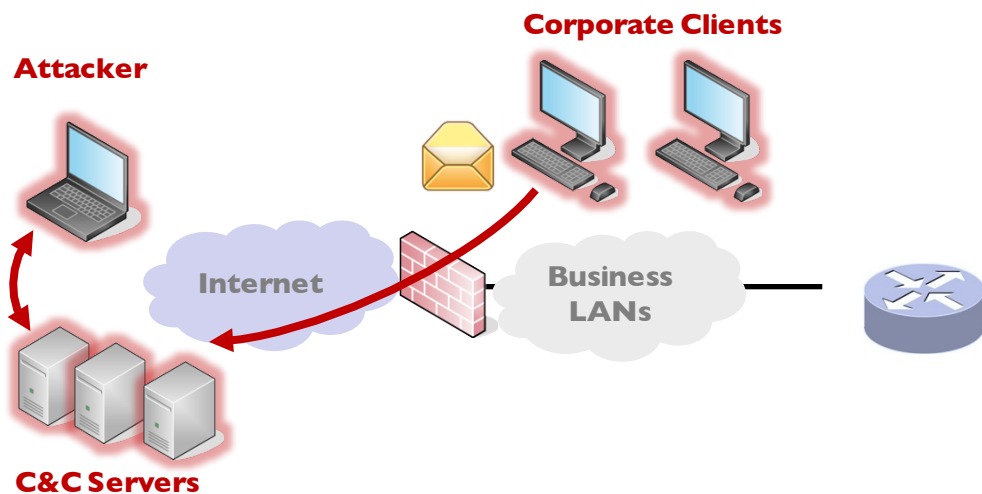 Corporate Clients
Attacker
Internet
Business
LANs
C&C Servers